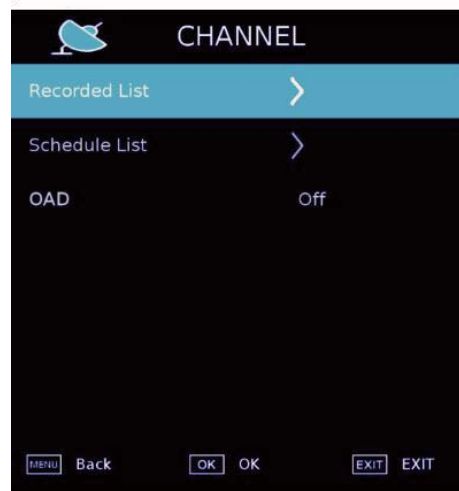 CHANNEL
Recorded List >
Schedule List >
OAD Off
MENU Back OK OK EXIT EXIT